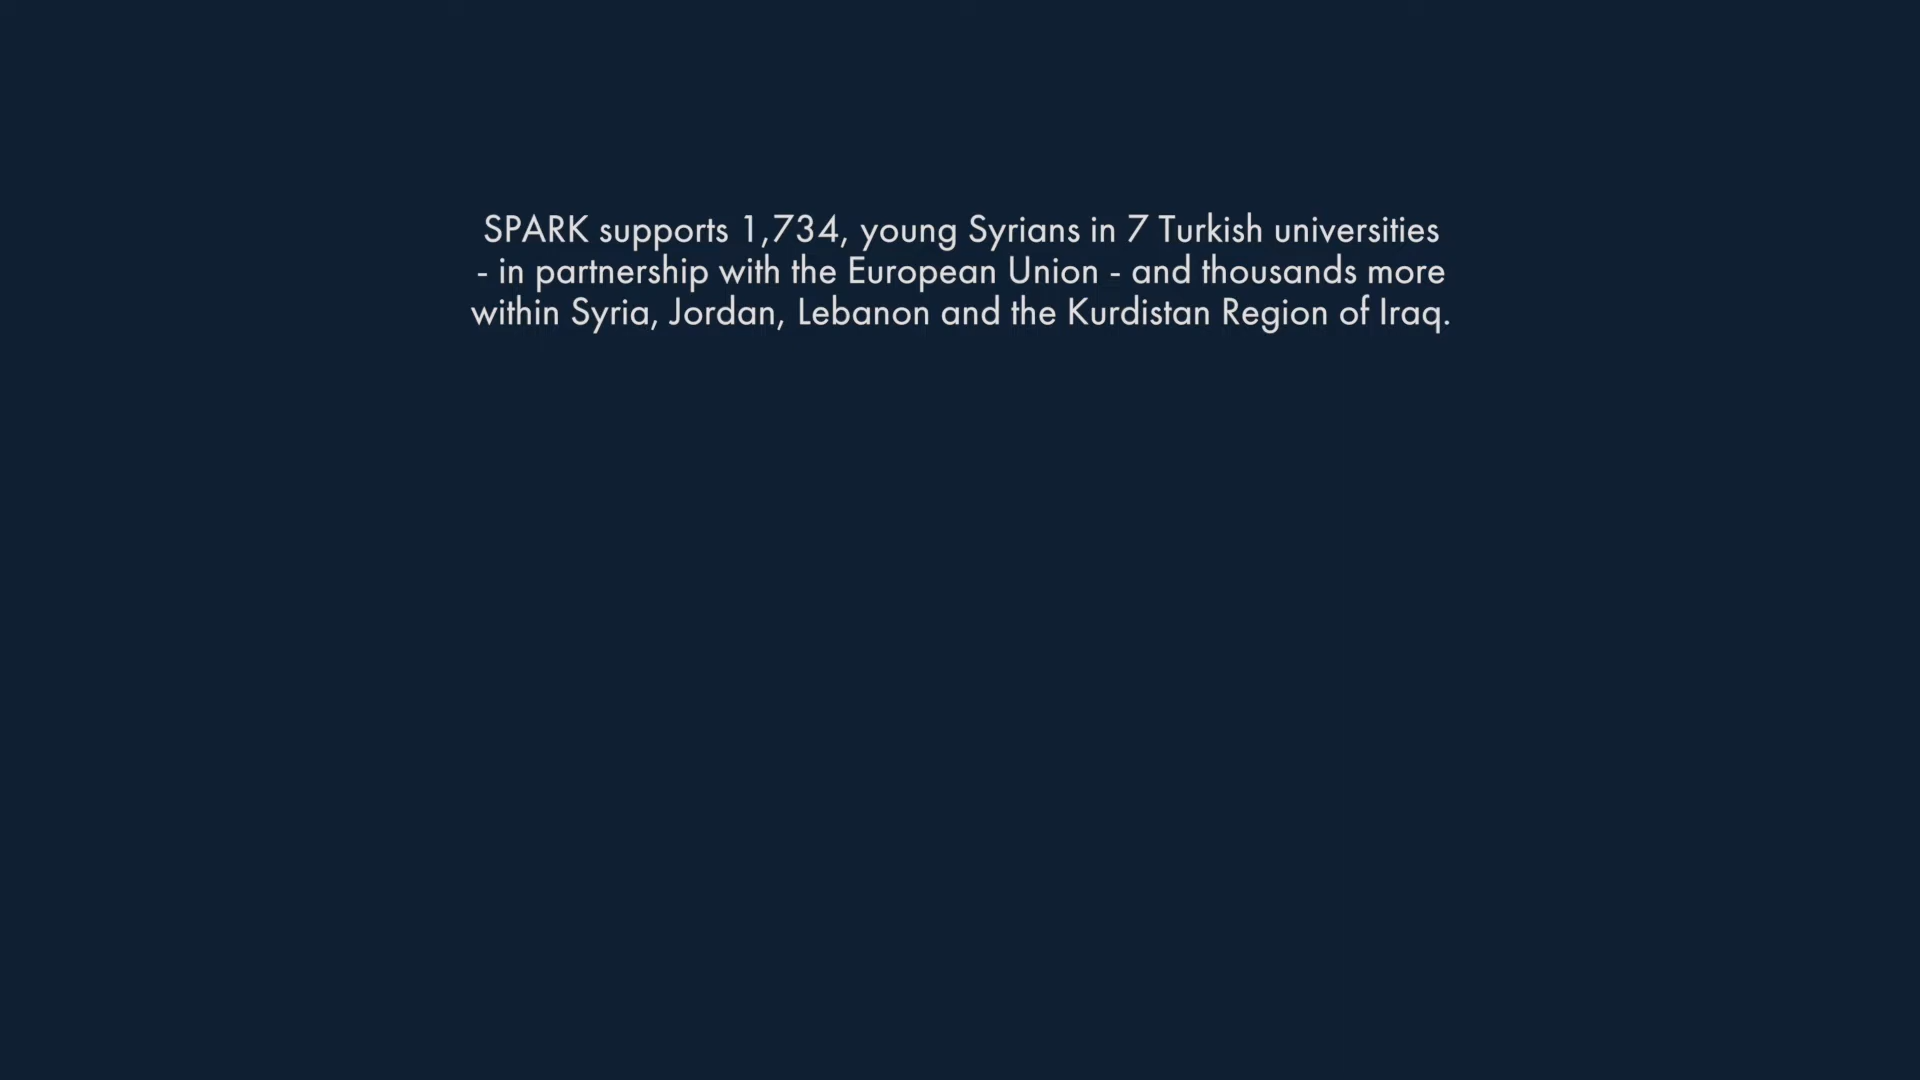 SPARK supports 1,734, young Syrians in 7 Turkish universities
- in partnership with the European Union - and thousands more
within Syria, Jordan, Lebanon and the Kurdistan Region of Iraq.